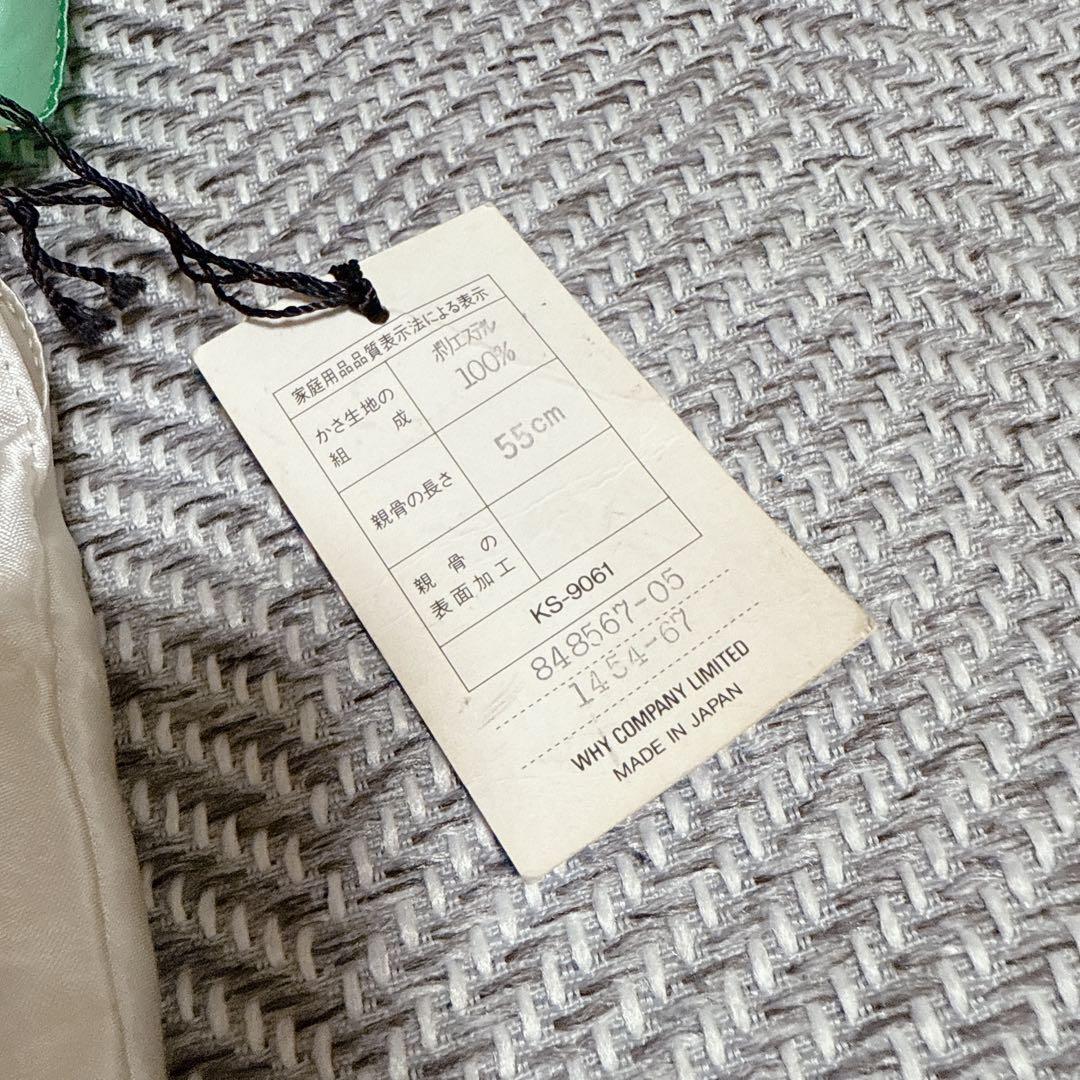 家庭用品品質表示法による表示
かさ生地の
組成
ポリエステル
100%
親骨の長さ
55cm
親骨の
表面加工
KS-9061
848567-05
1454-67
WHY COMPANY LIMITED
MADE IN JAPAN